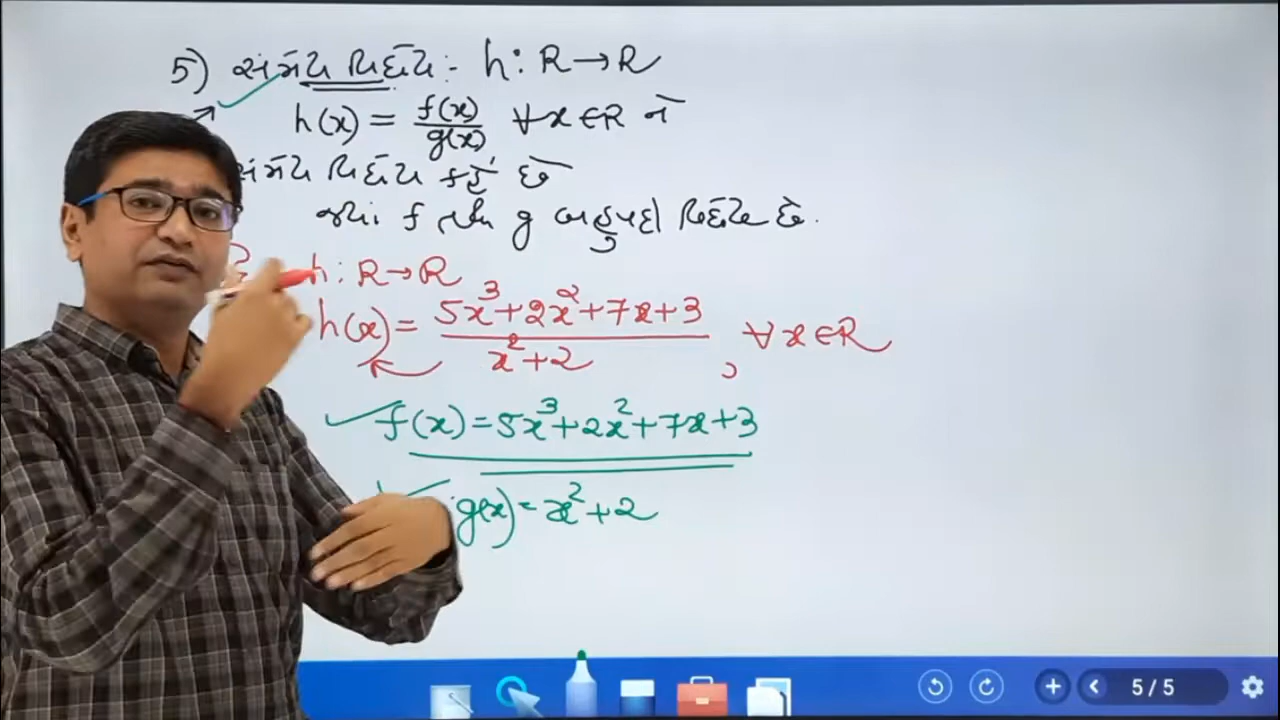 5) સંમેય વિધેય :- h : R → R
h(x) = f(x)/g(x) ∀ x ∈ R ને
સંમેય વિધેય કહે છે
જ્યાં f તથા g બહુપદી વિધેય છે.
h : R → R
h(x) = 5x³+2x²+7x+3 / x²+2 , ∀ x ∈ R
f(x) = 5x³+2x²+7x+3
g(x) = x²+2
5 / 5